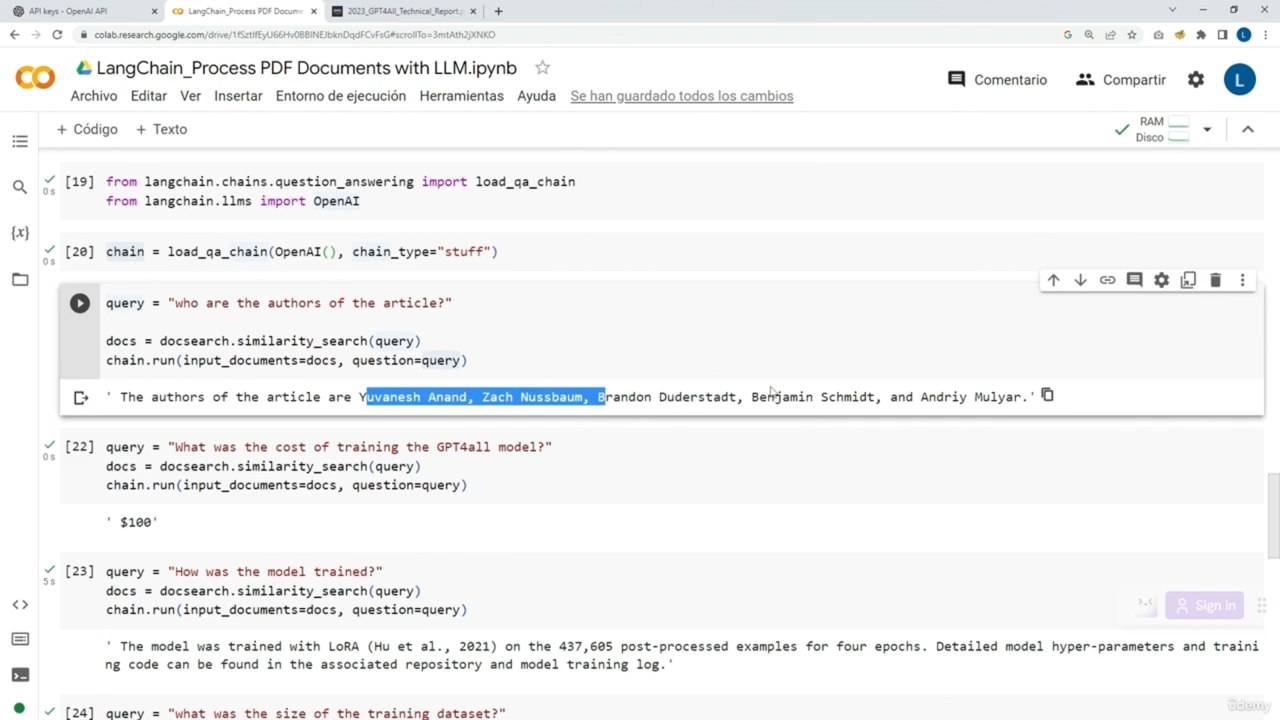 API keys - OpenAI API
LangChain_Process PDF Docume
2023_GPT4All_Technical_Report.p
colab.research.google.com/drive/1fSztIfEyU66Hv0BBINEJbknDqdFCvFsG#scrollTo=3mtAth2jXNKO
L
LangChain_Process PDF Documents with LLM.ipynb
Comentario
Compartir
L
Archivo Editar Ver Insertar Entorno de ejecución Herramientas Ayuda Se han guardado todos los cambios
+ Código + Texto
RAM
Disco
[19] from langchain.chains.question_answering import load_qa_chain
0 s
from langchain.llms import OpenAI
[20] chain = load_qa_chain(OpenAI(), chain_type="stuff")
0 s
query = "who are the authors of the article?"
docs = docsearch.similarity_search(query)
chain.run(input_documents=docs, question=query)
' The authors of the article are Yuvanesh Anand, Zach Nussbaum, Brandon Duderstadt, Benjamin Schmidt, and Andriy Mulyar.'
[22] query = "What was the cost of training the GPT4all model?"
0 s
docs = docsearch.similarity_search(query)
chain.run(input_documents=docs, question=query)
' $100'
[23] query = "How was the model trained?"
5 s
docs = docsearch.similarity_search(query)
chain.run(input_documents=docs, question=query)
Sign in
' The model was trained with LoRA (Hu et al., 2021) on the 437,605 post-processed examples for four epochs. Detailed model hyper-parameters and traini
ng code can be found in the associated repository and model training log.'
[24] query = "what was the size of the training dataset?"
ûdemy